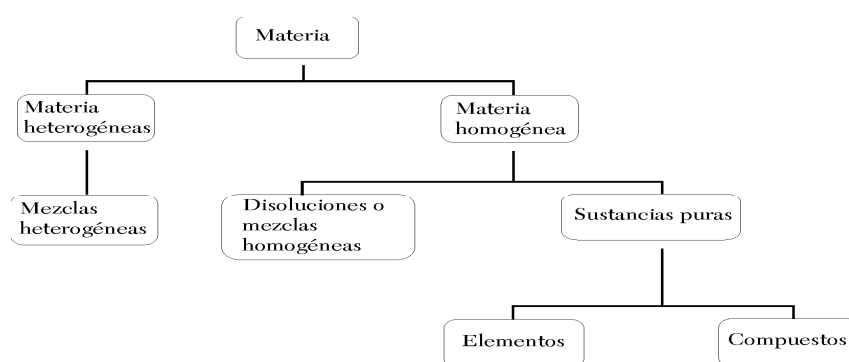 Materia
Materia
heterogéneas
Materia
homogénea
Mezclas
heterogéneas
Disoluciones o
mezclas
homogéneas
Sustancias puras
Elementos
Compuestos